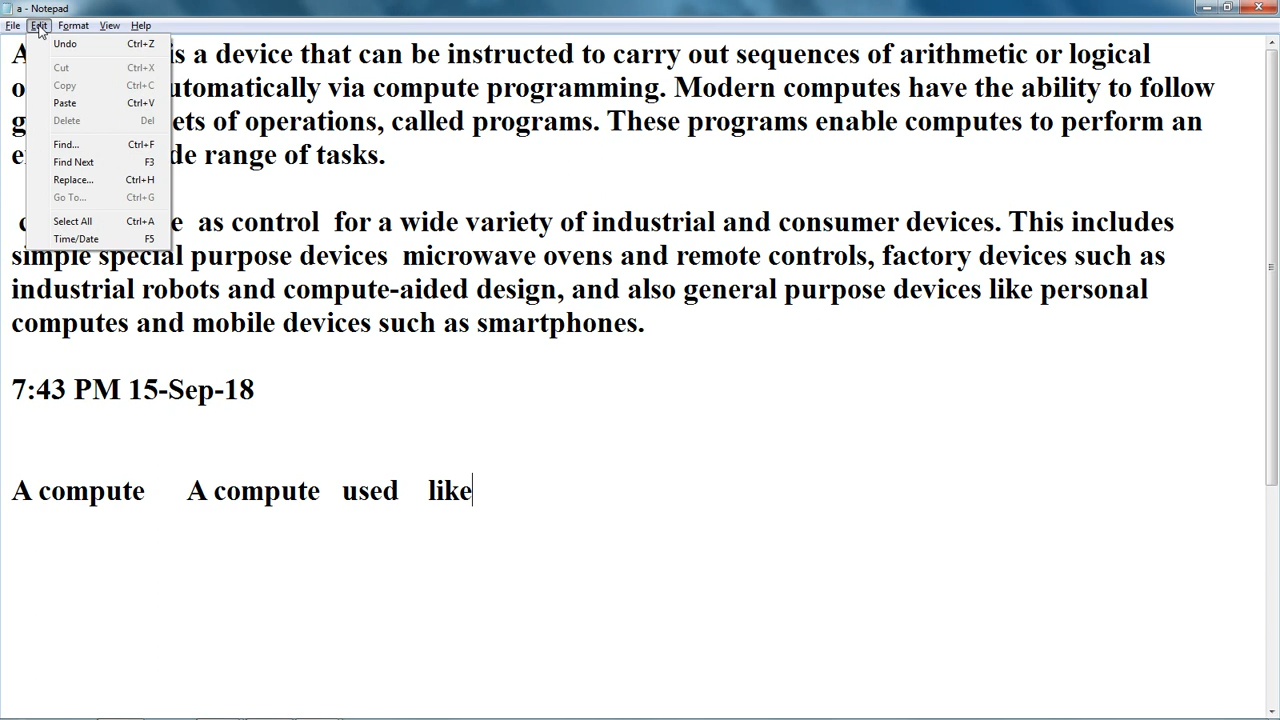 a - Notepad
File Edit Format View Help
Undo Ctrl+Z
Cut Ctrl+X
Copy Ctrl+C
Paste Ctrl+V
Delete Del
Find... Ctrl+F
Find Next F3
Replace... Ctrl+H
Go To... Ctrl+G
Select All Ctrl+A
Time/Date F5
is a device that can be instructed to carry out sequences of arithmetic or logical
via compute programming. Modern computes have the ability to follow
of operations, called programs. These programs enable computes to perform an
range of tasks.
as control for a wide variety of industrial and consumer devices. This includes
simple special purpose devices microwave ovens and remote controls, factory devices such as
industrial robots and compute-aided design, and also general purpose devices like personal
computes and mobile devices such as smartphones.
7:43 PM 15-Sep-18
A compute A compute used like